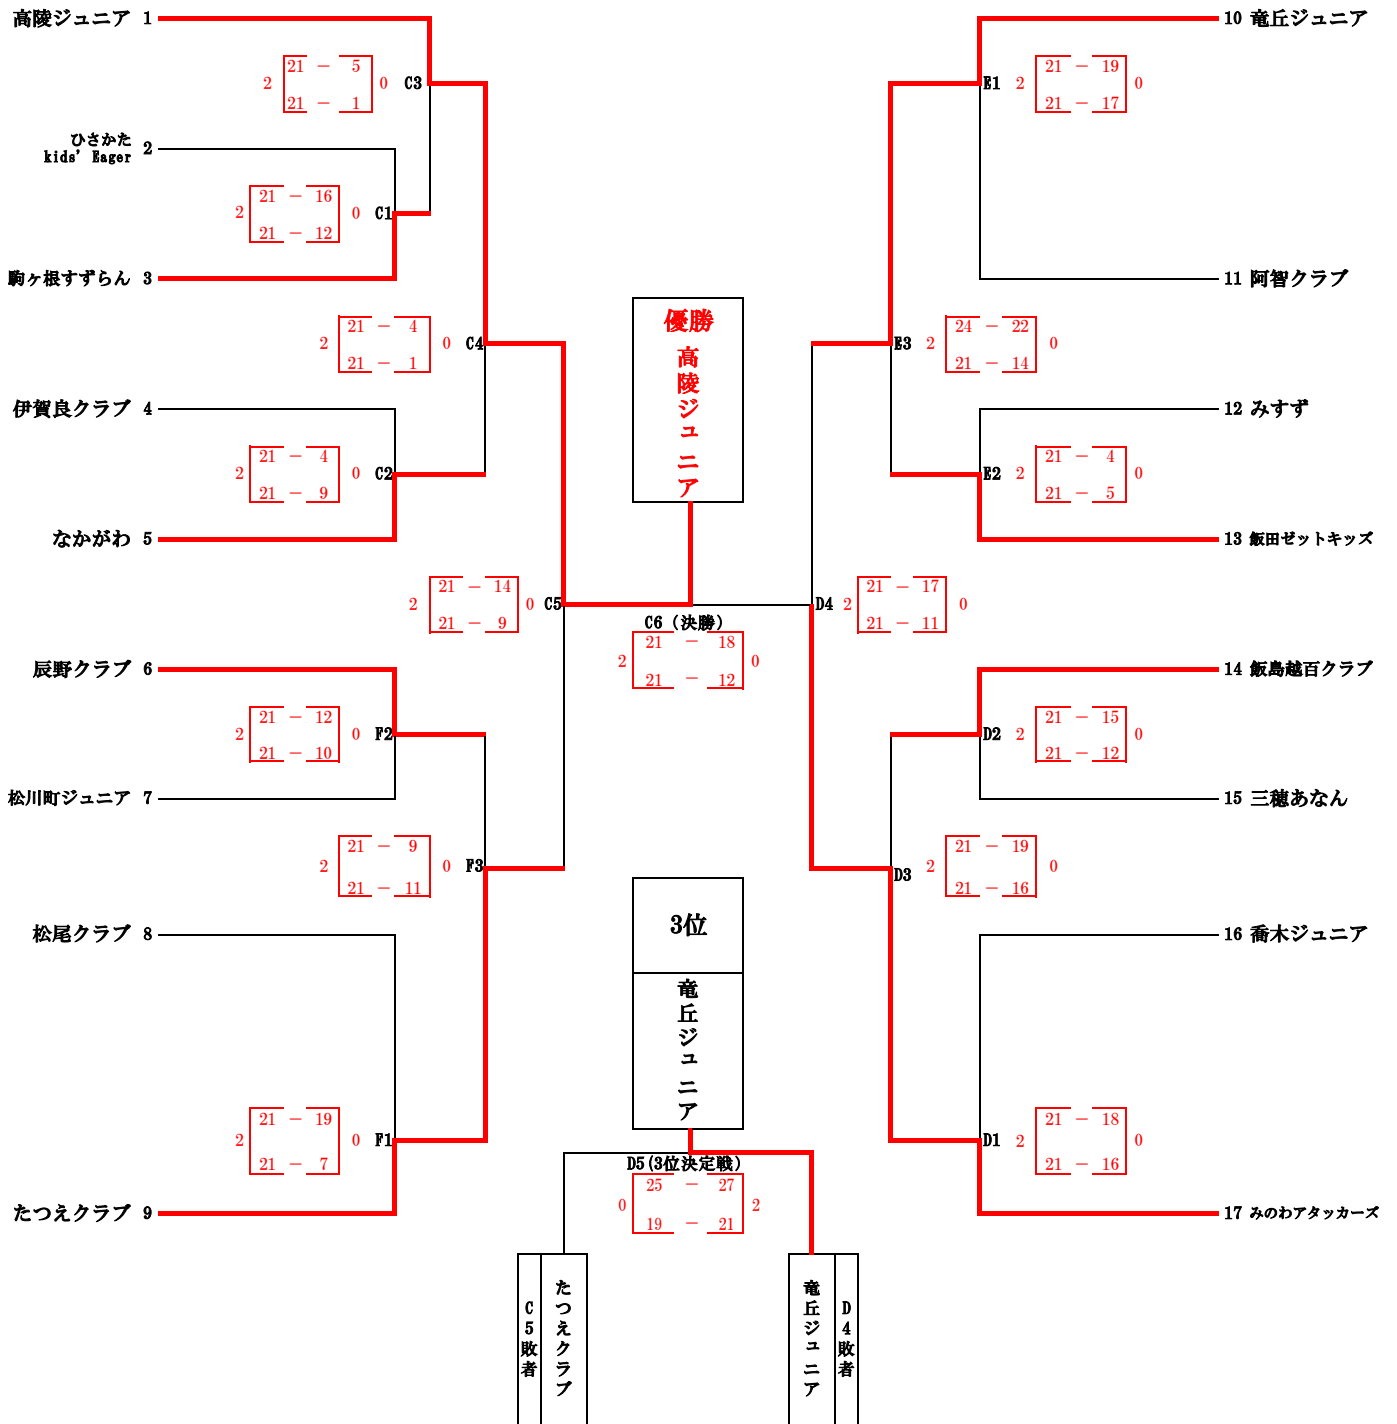 高陵ジュニア 1
2 21 － 5 0 C3
21 － 1
ひさかた
kids' Eager 2
2 21 － 16 0 C1
21 － 12
駒ヶ根すずらん 3
2 21 － 4 0 C4
21 － 1
伊賀良クラブ 4
2 21 － 4 0 C2
21 － 9
なかがわ 5
2 21 － 14 0 C5
21 － 9
辰野クラブ 6
2 21 － 12 0 F2
21 － 10
松川町ジュニア 7
2 21 － 9 0 F3
21 － 11
松尾クラブ 8
2 21 － 19 0 F1
21 － 7
たつえクラブ 9
優勝
高陵ジュニア
C6（決勝）
2 21 － 18 0
21 － 12
3位
竜丘ジュニア
D5(3位決定戦）
0 25 － 27 2
19 － 21
C5敗者
たつえクラブ
竜丘ジュニア
D4敗者
10 竜丘ジュニア
E1 2 21 － 19 0
21 － 17
11 阿智クラブ
E3 2 24 － 22 0
21 － 14
12 みすず
E2 2 21 － 4 0
21 － 5
13 飯田ゼットキッズ
D4 2 21 － 17 0
21 － 11
14 飯島越百クラブ
D2 2 21 － 15 0
21 － 12
15 三穂あなん
D3 2 21 － 19 0
21 － 16
16 喬木ジュニア
D1 2 21 － 18 0
21 － 16
17 みのわアタッカーズ